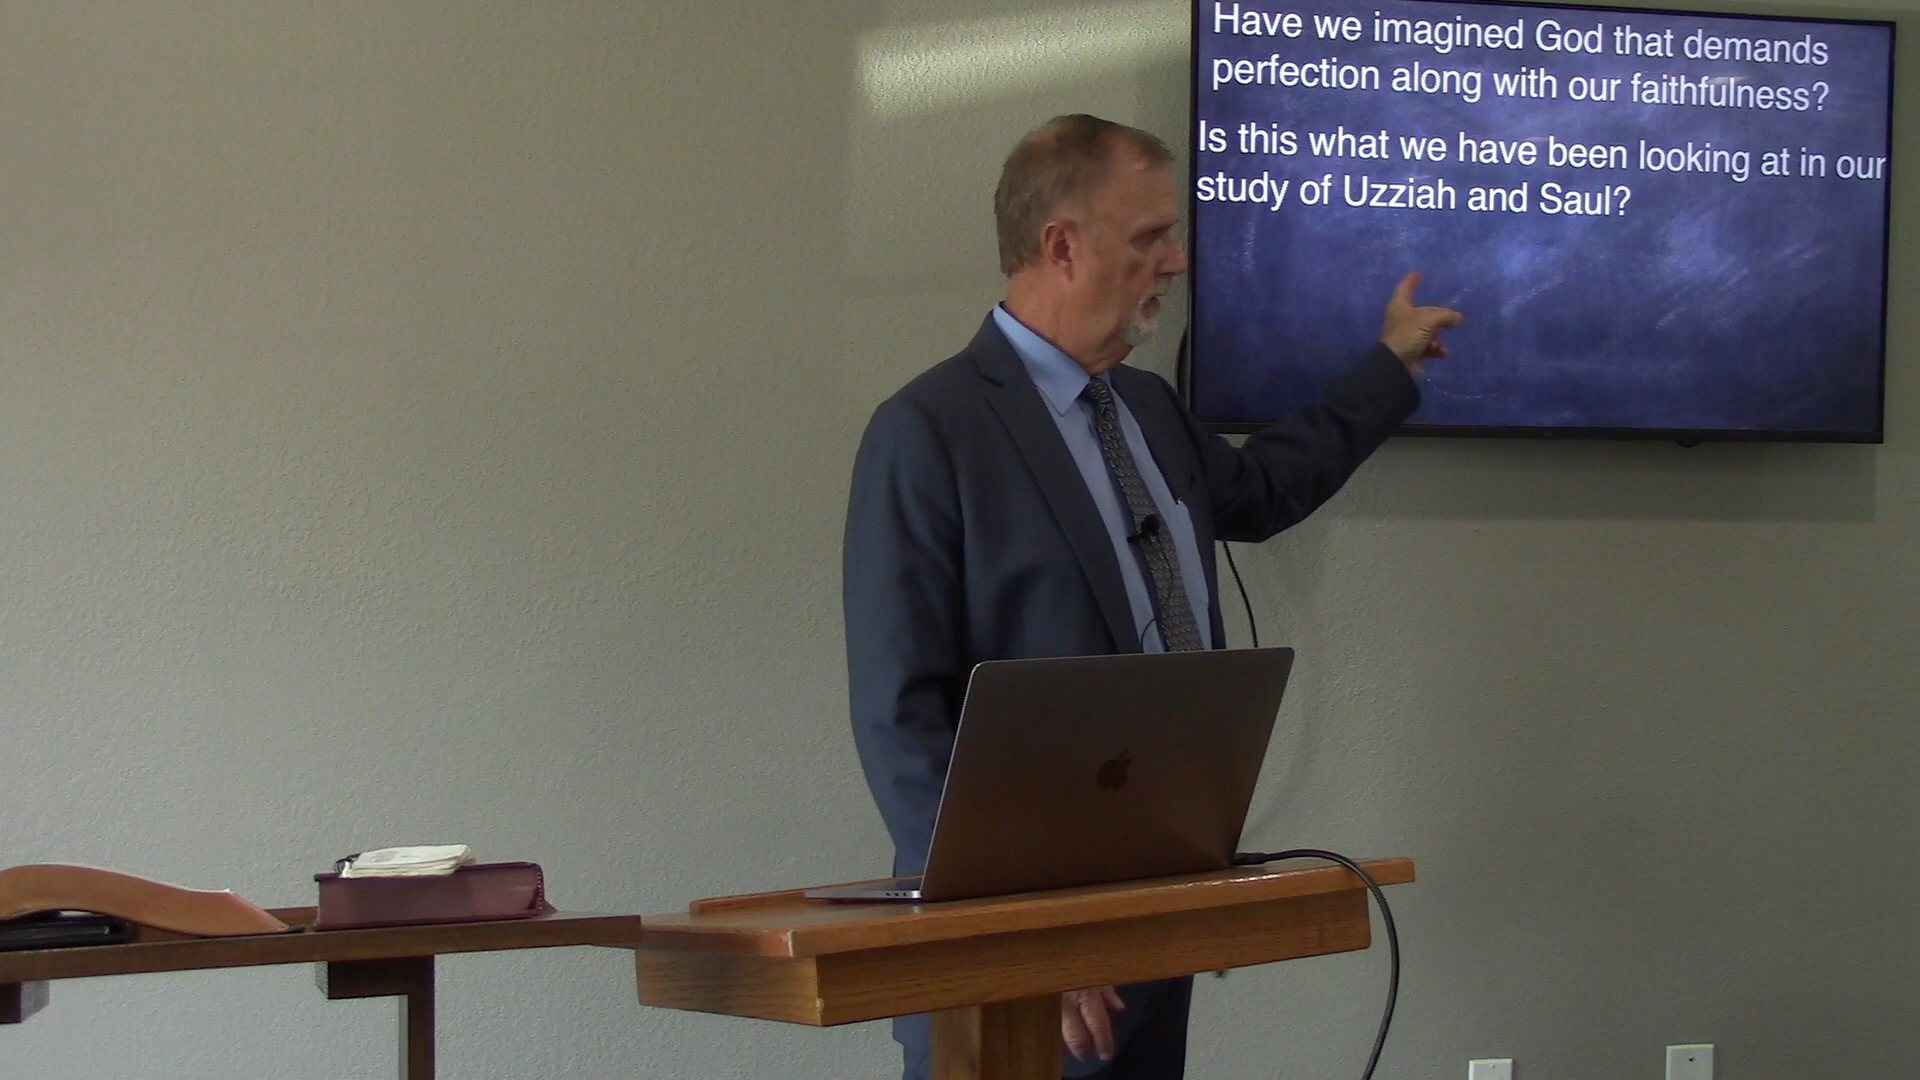 Have we imagined God that demands
perfection along with our faithfulness?
Is this what we have been looking at in our
study of Uzziah and Saul?